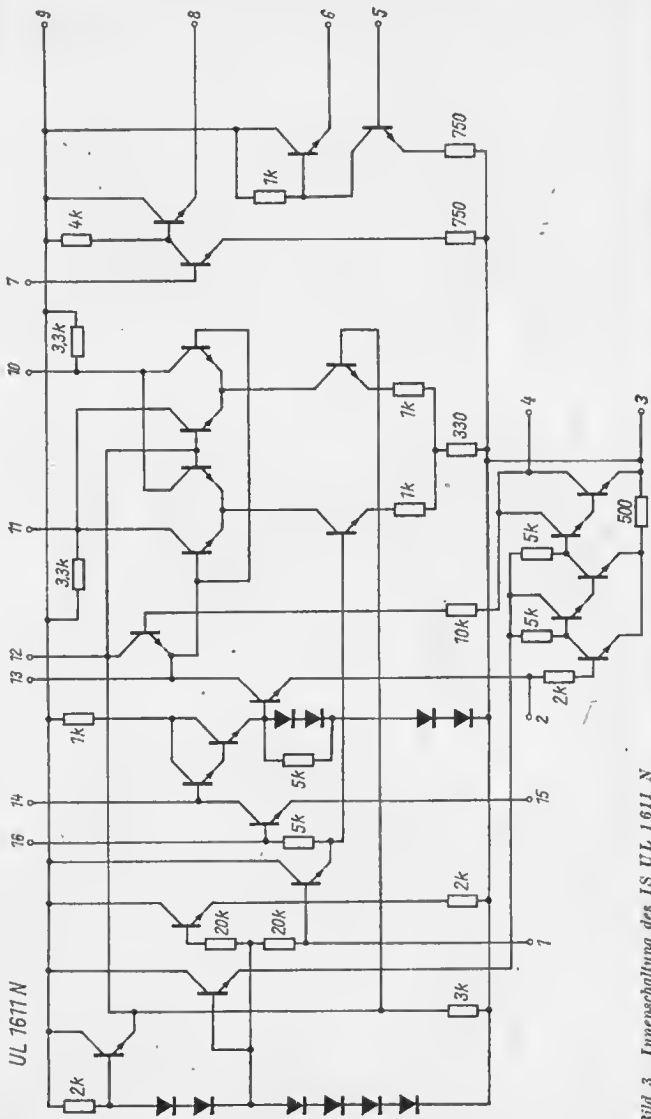 UL 1611 N
9
8
6
5
7
10
11
12
13
14
16
4k
1k
750
750
3,3k
3,3k
1k
1k
330
4
3
500
5k
5k
10k
2k
2
1k
5k
5k
15
20k
20k
2k
1
3k
2k
Bild 3 Innenschaltung des IS UL 1611 N